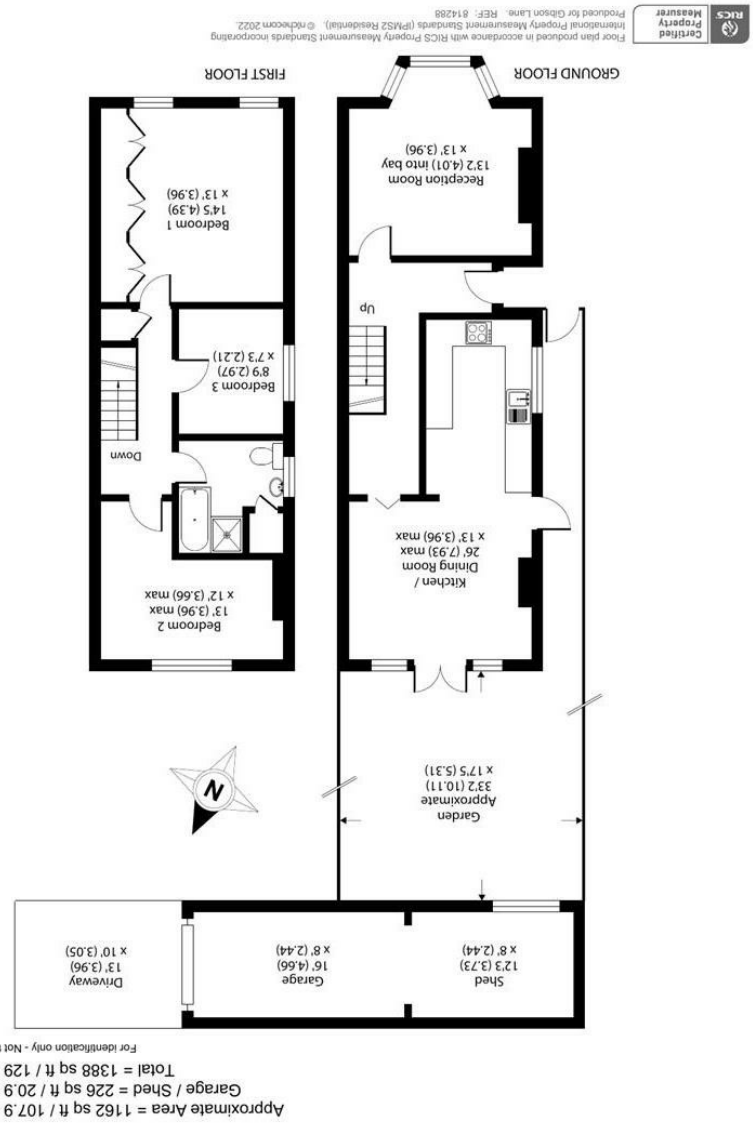 Approximate Area = 1162 sq ft / 107.9
Garage / Shed = 226 sq ft / 20.9
Total = 1388 sq ft / 129
For identification only - Not
Shed
12'3 (3.73)
x 8' (2.44)
Garage
16' (4.66)
x 8' (2.44)
Driveway
13' (3.96)
x 10' (3.05)
Garden
Approximate
33'2 (10.11)
x 17'5 (5.31)
N
Kitchen /
Dining Room
26' (7.93) max
x 13' (3.96) max
Up
Reception Room
13'2 (4.01) into bay
x 13' (3.96)
GROUND FLOOR
Bedroom 2
13' (3.96) max
x 12' (3.66) max
Down
Bedroom 3
9'9 (2.97)
x 7'3 (2.21)
Bedroom 1
14'5 (4.39)
x 13' (3.96)
FIRST FLOOR
RICS
Certified
Property
Measurer
Floor plan produced in accordance with RICS Property Measurement Standards incorporating
International Property Measurement Standards (IPMS2 Residential). © nichecom 2022.
Produced for Gibson Lane. REF: 814288